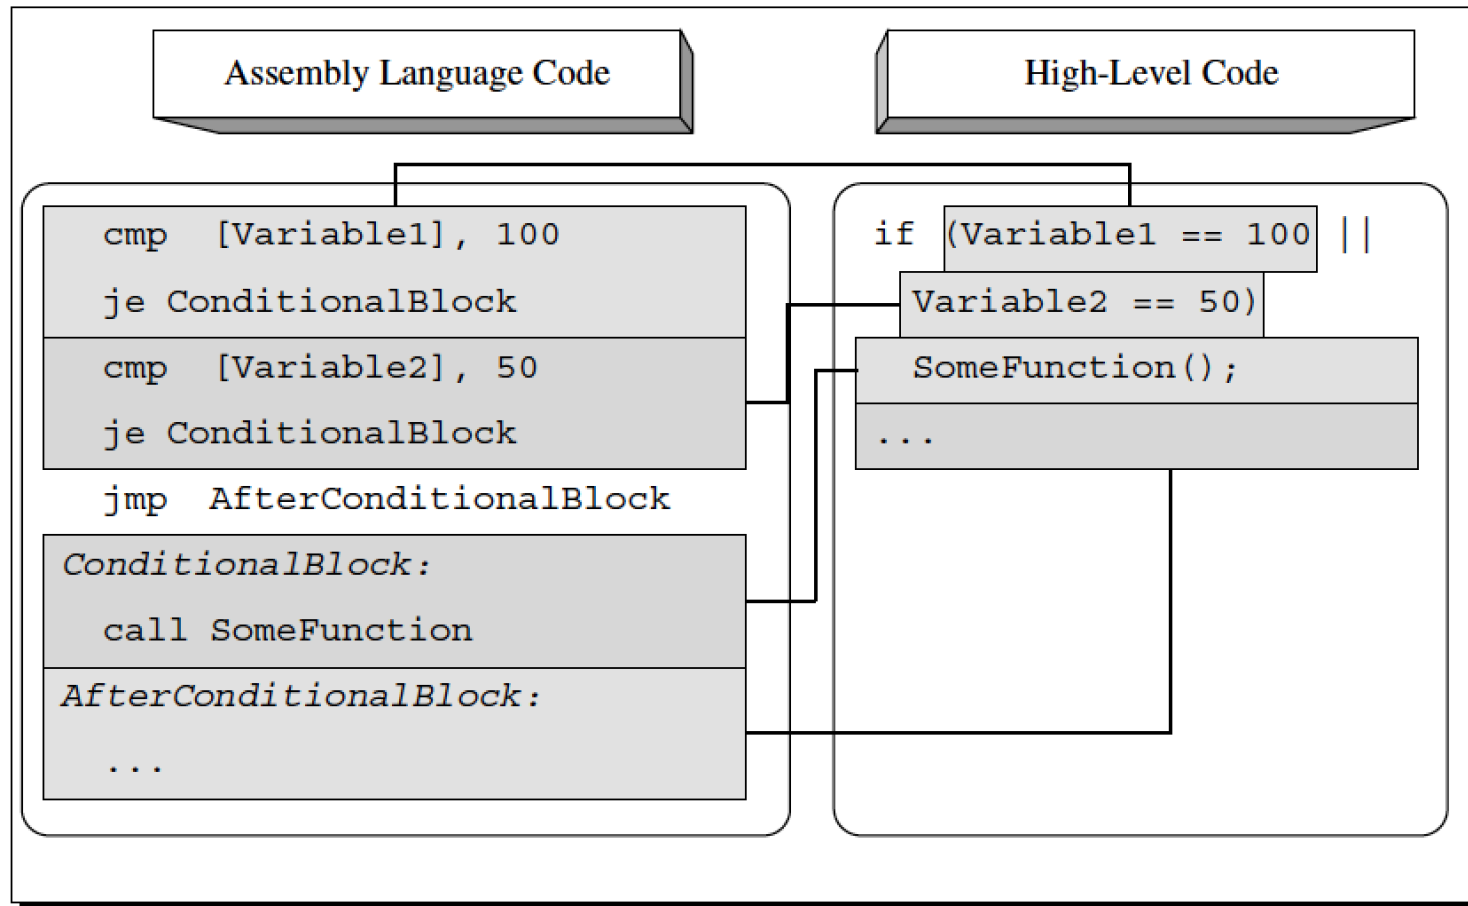 Assembly Language Code
High-Level Code
cmp [Variable1], 100
je ConditionalBlock
cmp [Variable2], 50
je ConditionalBlock
jmp AfterConditionalBlock
ConditionalBlock:
call SomeFunction
AfterConditionalBlock:
...
if (Variable1 == 100 ||
Variable2 == 50)
SomeFunction();
...